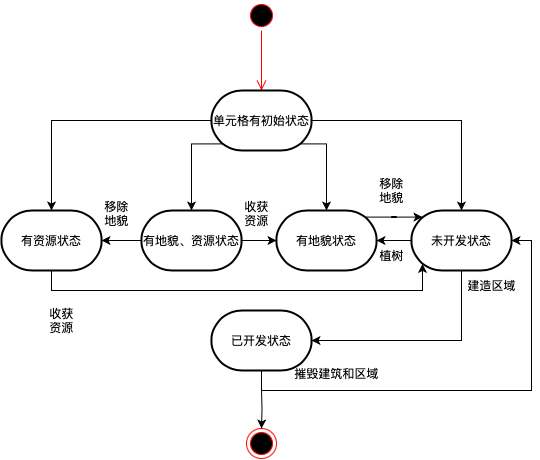 单元格有初始状态
移除
地貌
移除
地貌
收获
资源
有资源状态
有地貌、资源状态
有地貌状态
未开发状态
植树
建造区域
收获
资源
已开发状态
摧毁建筑和区域